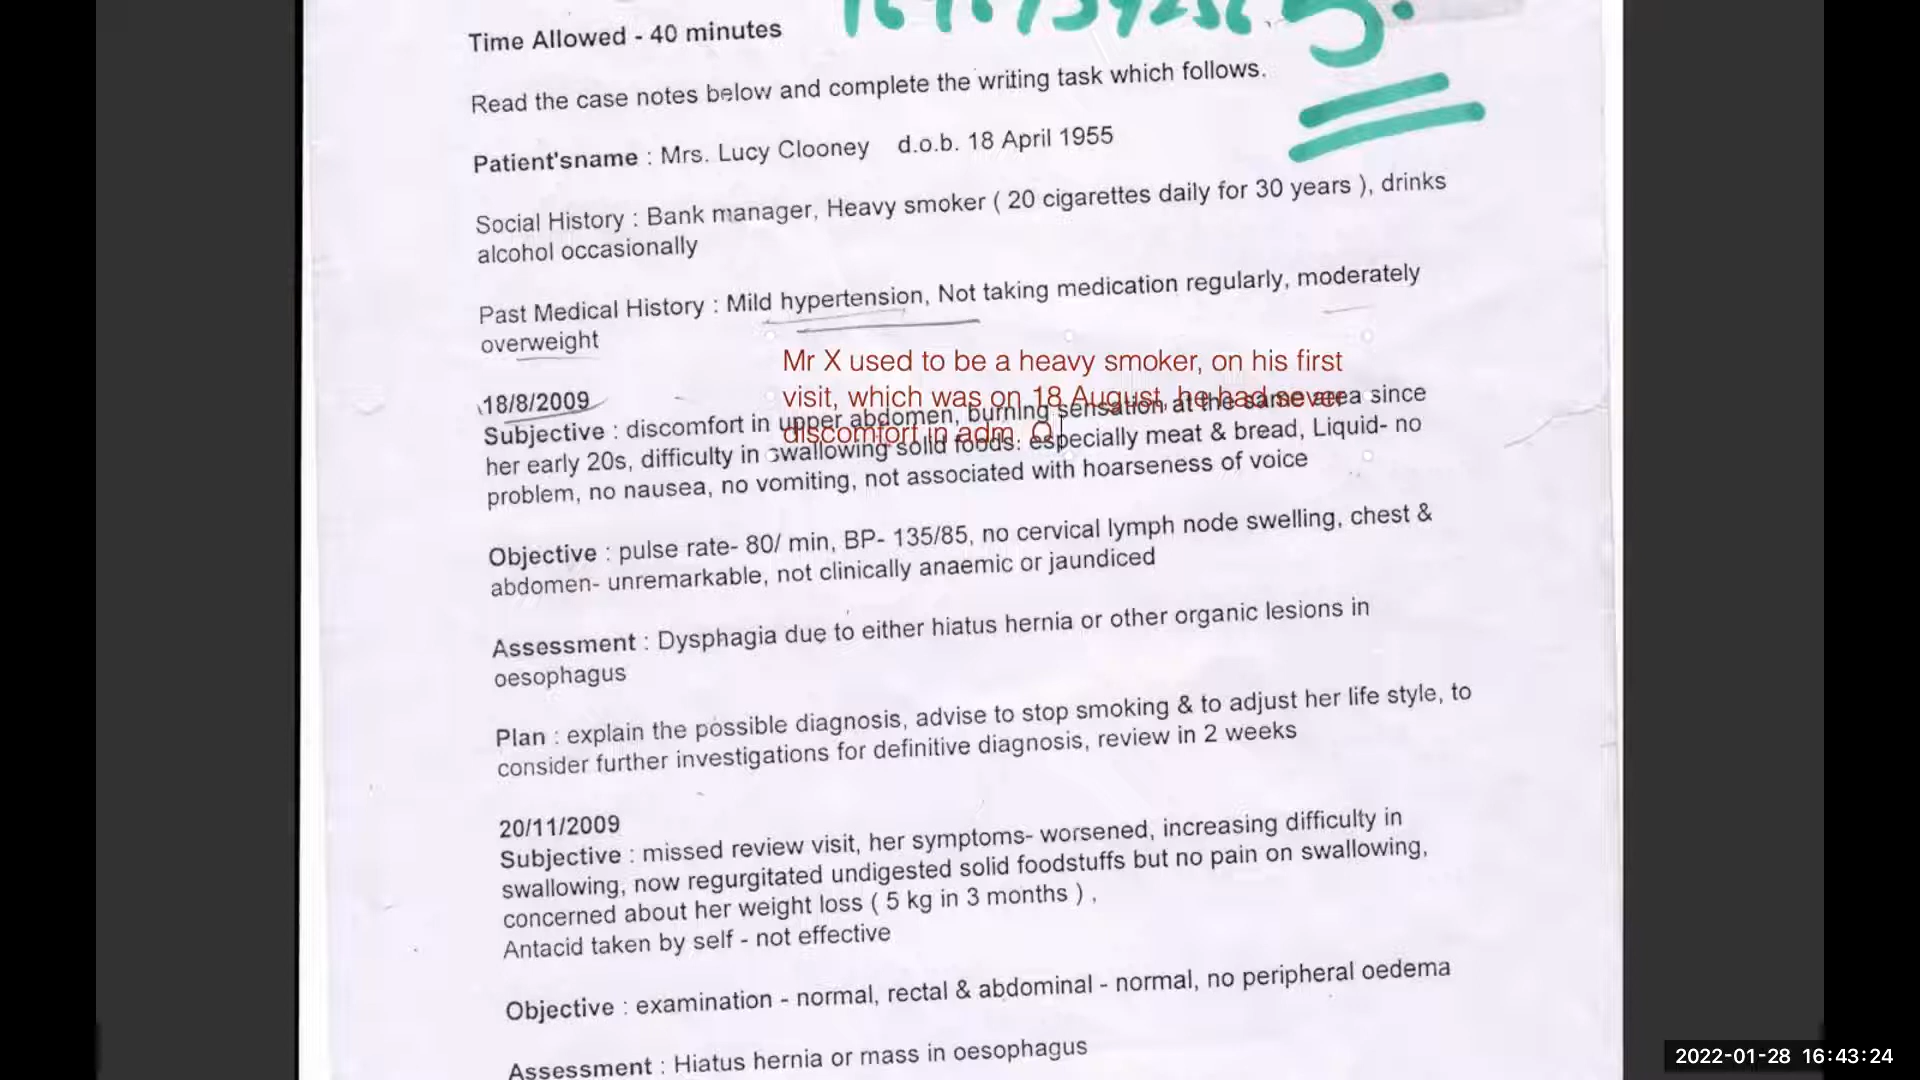 Time Allowed - 40 minutes
Read the case notes below and complete the writing task which follows.
Patient'sname : Mrs. Lucy Clooney d.o.b. 18 April 1955
Social History : Bank manager, Heavy smoker ( 20 cigarettes daily for 30 years ), drinks
alcohol occasionally
Past Medical History : Mild hypertension, Not taking medication regularly, moderately
overweight
Mr X used to be a heavy smoker, on his first
visit, which was on 18 August, he had sever
discomfort in adm. O
18/8/2009
Subjective : discomfort in upper abdomen, burning sensation at the same area since
her early 20s, difficulty in swallowing solid foods: especially meat & bread, Liquid- no
problem, no nausea, no vomiting, not associated with hoarseness of voice
Objective : pulse rate- 80/ min, BP- 135/85, no cervical lymph node swelling, chest &
abdomen- unremarkable, not clinically anaemic or jaundiced
Assessment : Dysphagia due to either hiatus hernia or other organic lesions in
oesophagus
Plan : explain the possible diagnosis, advise to stop smoking & to adjust her life style, to
consider further investigations for definitive diagnosis, review in 2 weeks
20/11/2009
Subjective : missed review visit, her symptoms- worsened, increasing difficulty in
swallowing, now regurgitated undigested solid foodstuffs but no pain on swallowing,
concerned about her weight loss ( 5 kg in 3 months ) ,
Antacid taken by self - not effective
Objective : examination - normal, rectal & abdominal - normal, no peripheral oedema
Assessment : Hiatus hernia or mass in oesophagus
2022-01-28 16:43:24